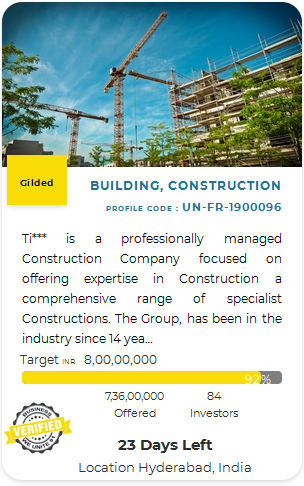 Gilded
BUILDING, CONSTRUCTION
PROFILE CODE : UN-FR-1900096
Ti*** is a professionally managed
Construction Company focused on
offering expertise in Construction a
comprehensive range of specialist
Constructions. The Group, has been in the
industry since 14 yea...
Target INR 8,00,00,000
92%
7,36,00,000 84
Offered Investors
BUSINESS
VERIFIED
WE UNITE ST
23 Days Left
Location Hyderabad, India